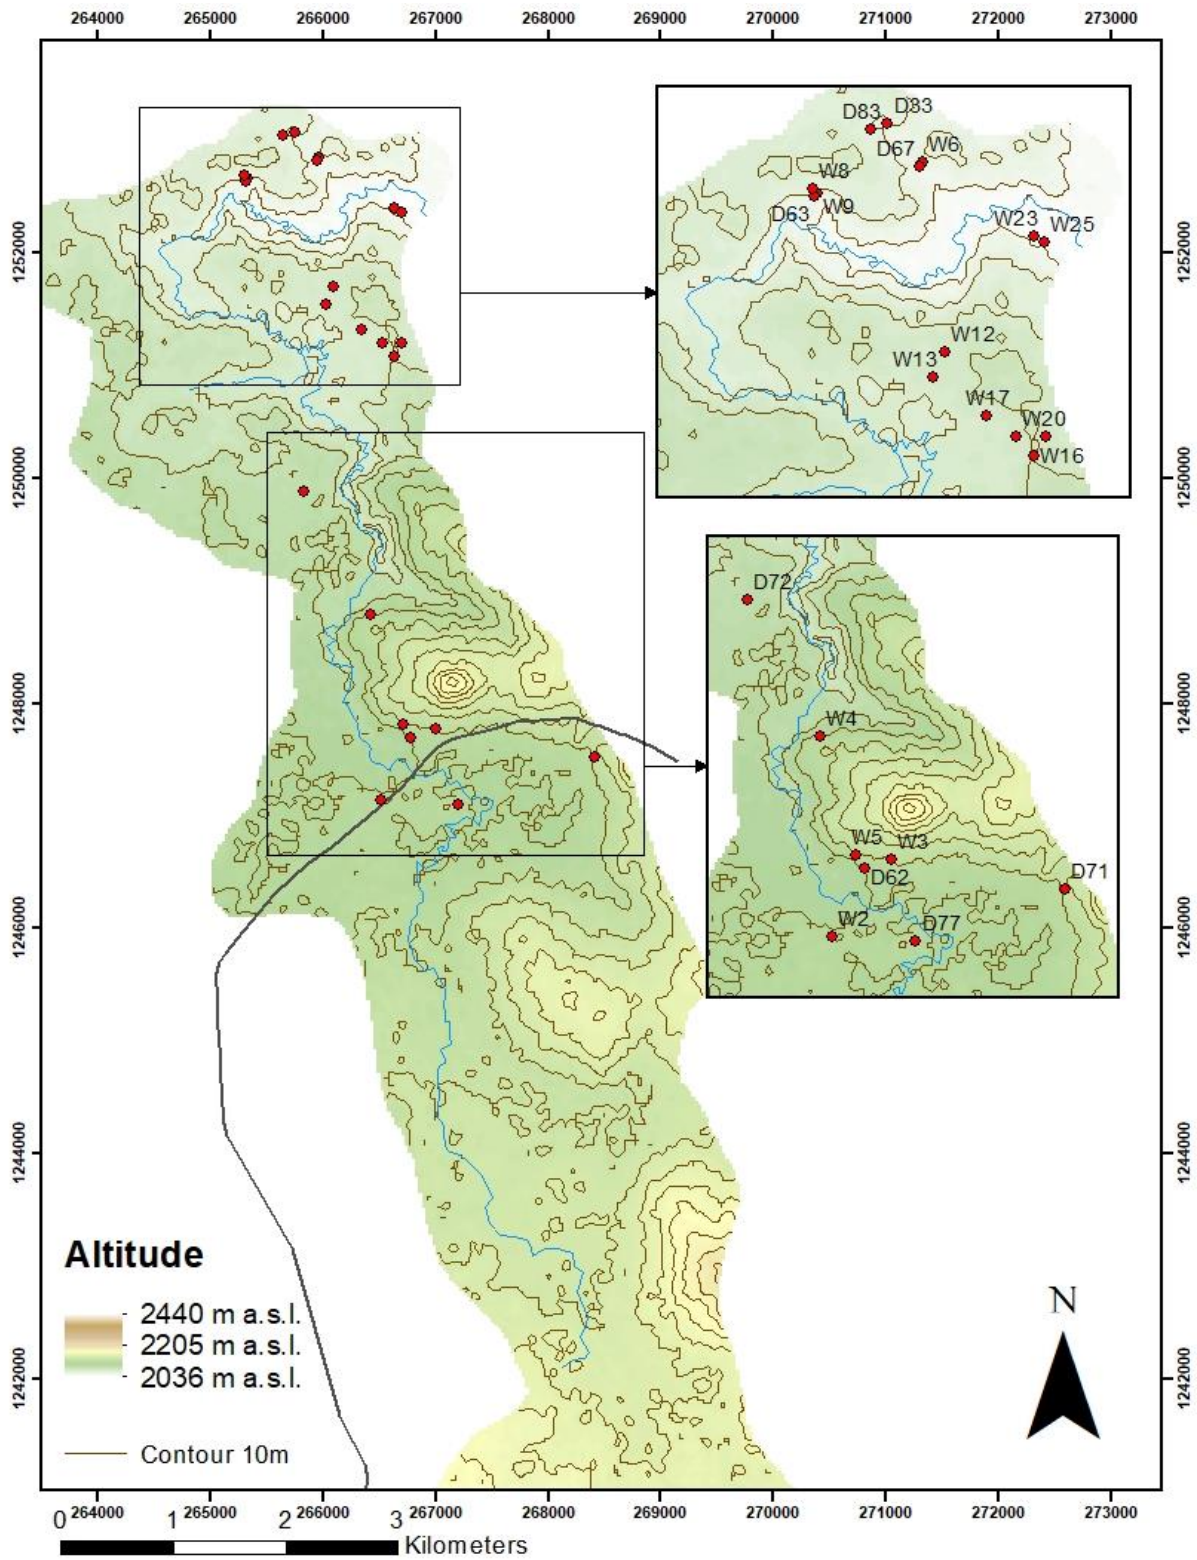 264000 265000 266000 267000 268000 269000 270000 271000 272000 273000
D83 D33
D67 W6
W8
D63 W9
W23 W25
1252000 1252000
W12
W13
W17
W20
W16
1250000 1250000
D72
W4
1248000 1248000
W5 W3
D62
D71
W2 D77
1246000 1246000
1244000 1244000
Altitude
2440 m a.s.l.
2205 m a.s.l.
2036 m a.s.l.
N
1242000 1242000
Contour 10m
264000 265000 266000 267000 268000 269000 270000 271000 272000 273000
0 1 2 3
Kilometers